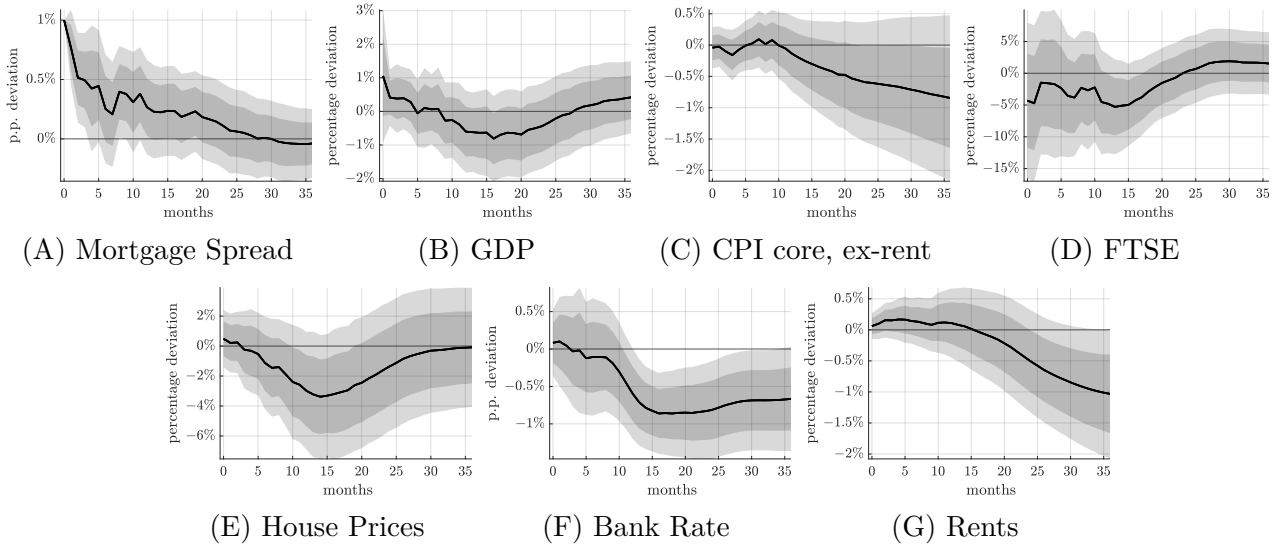 p.p. deviation
1%
0.5%
0%
0 5 10 15 20 25 30 35
months
(A) Mortgage Spread
percentage deviation
3%
2%
1%
0%
−1%
−2%
0 5 10 15 20 25 30 35
months
(B) GDP
percentage deviation
0.5%
0%
−0.5%
−1%
−1.5%
−2%
0 5 10 15 20 25 30 35
months
(C) CPI core, ex-rent
percentage deviation
5%
0%
−5%
−10%
−15%
0 5 10 15 20 25 30 35
months
(D) FTSE
percentage deviation
2%
0%
−2%
−4%
−6%
0 5 10 15 20 25 30 35
months
(E) House Prices
p.p. deviation
0.5%
0%
−0.5%
−1%
0 5 10 15 20 25 30 35
months
(F) Bank Rate
percentage deviation
0.5%
0%
−0.5%
−1%
−1.5%
−2%
0 5 10 15 20 25 30 35
months
(G) Rents